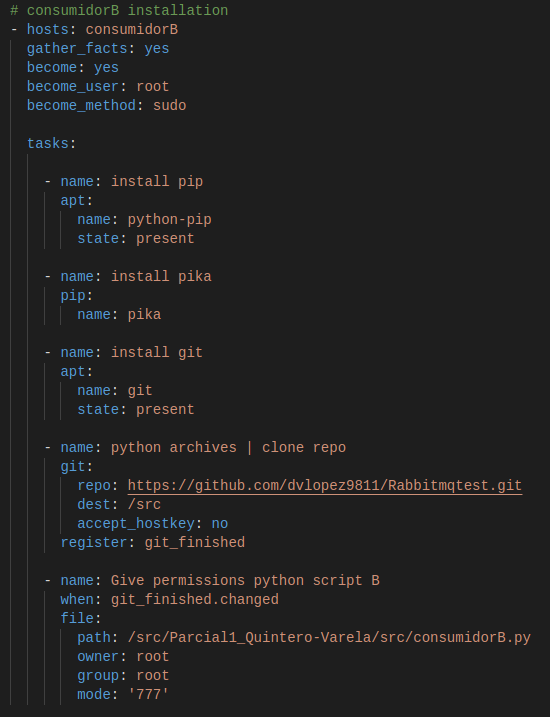 # consumidorB installation
- hosts: consumidorB
  gather_facts: yes
  become: yes
  become_user: root
  become_method: sudo

  tasks:

    - name: install pip
      apt:
        name: python-pip
        state: present

    - name: install pika
      pip:
        name: pika

    - name: install git
      apt:
        name: git
        state: present

    - name: python archives | clone repo
      git:
        repo: https://github.com/dvlopez9811/Rabbitmqtest.git
        dest: /src
        accept_hostkey: no
      register: git_finished

    - name: Give permissions python script B
      when: git_finished.changed
      file:
        path: /src/Parcial1_Quintero-Varela/src/consumidorB.py
        owner: root
        group: root
        mode: '777'